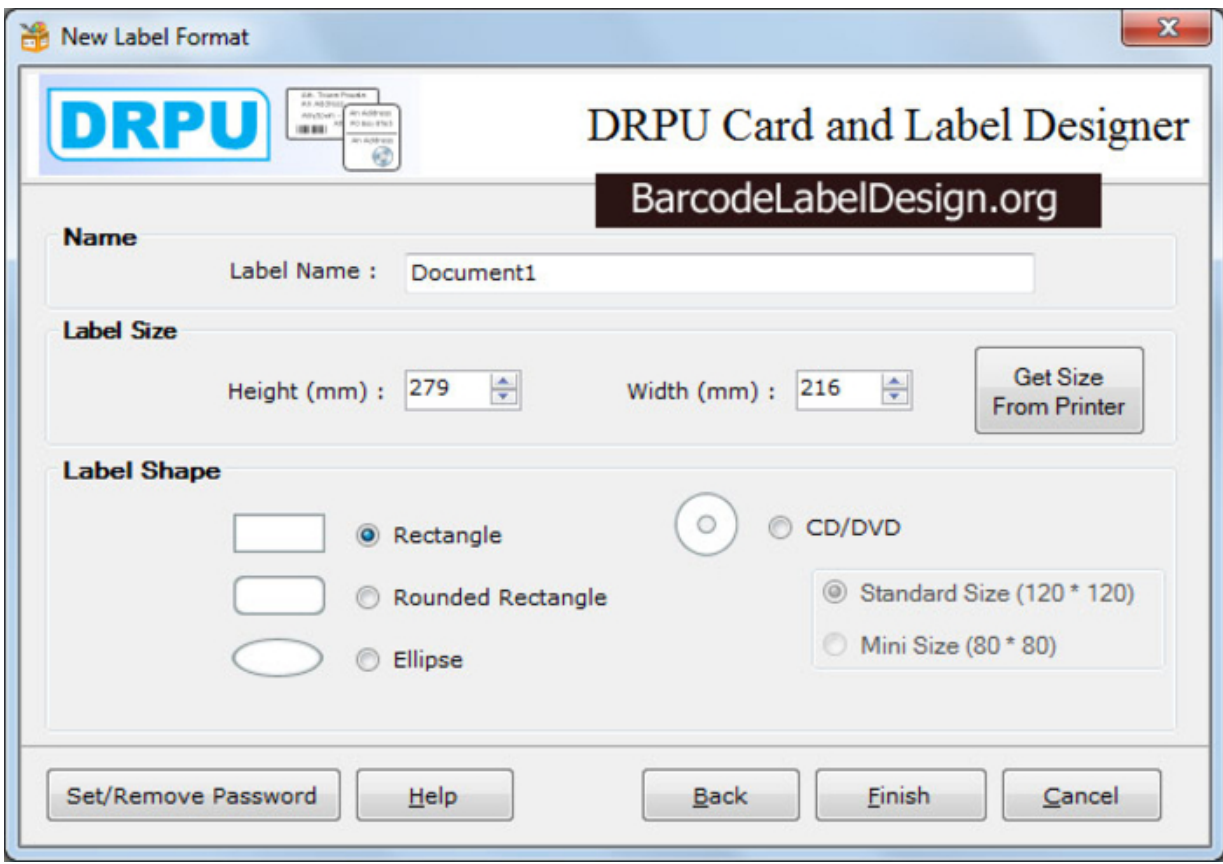 New Label Format
DRPU
DRPU Card and Label Designer
BarcodeLabelDesign.org
Name
Label Name :
Document1
Label Size
Height (mm) :
279
Width (mm) :
216
Get Size
From Printer
Label Shape
Rectangle
CD/DVD
Rounded Rectangle
Standard Size (120 * 120)
Ellipse
Mini Size (80 * 80)
Set/Remove Password
Help
Back
Finish
Cancel